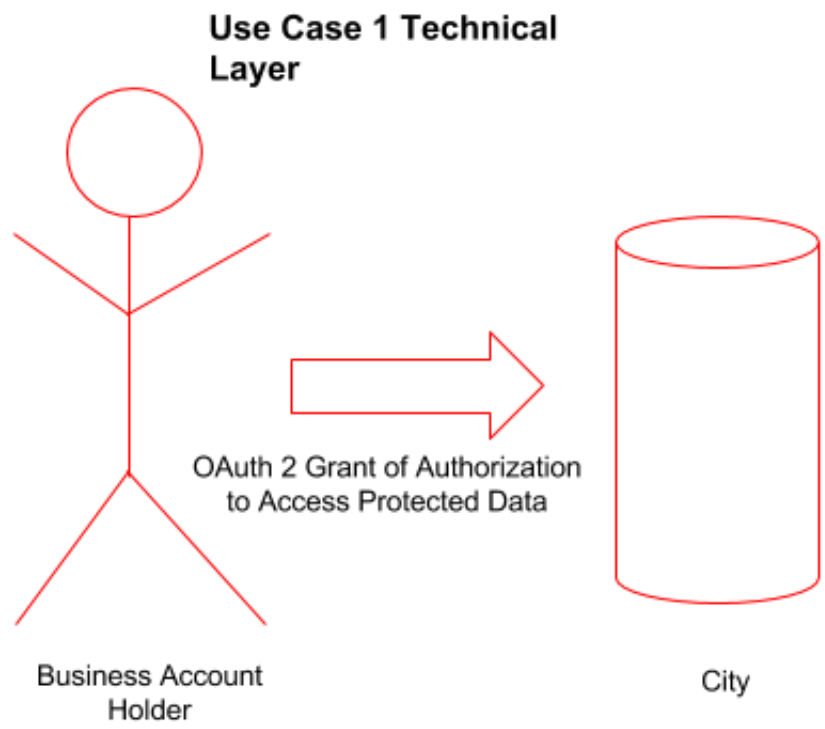 Use Case 1 Technical
Layer
OAuth 2 Grant of Authorization
to Access Protected Data
Business Account
Holder
City